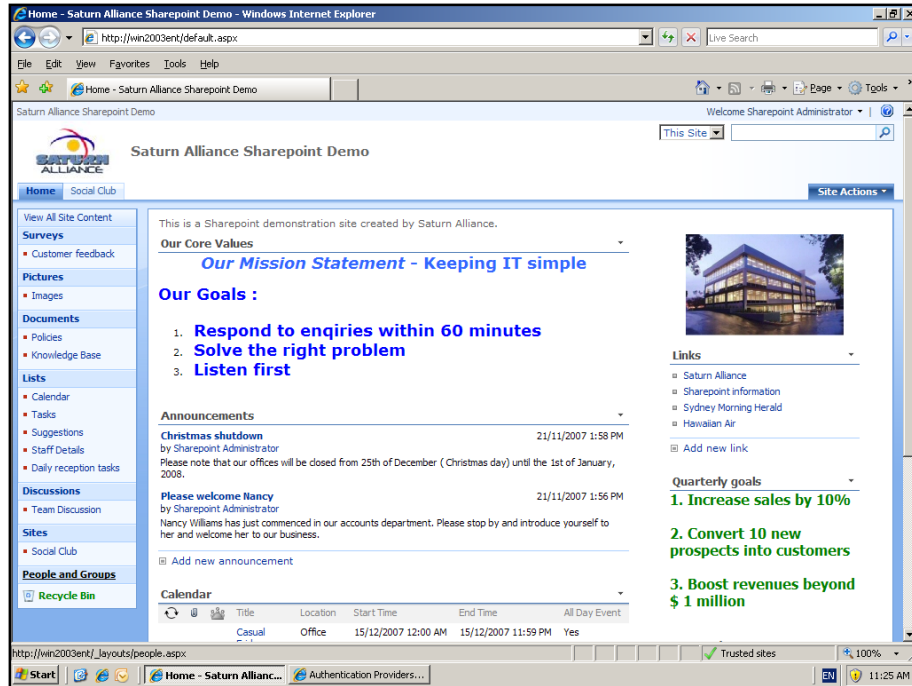 Home - Saturn Alliance Sharepoint Demo - Windows Internet Explorer
http://win2003ent/default.aspx
Live Search
File Edit View Favorites Tools Help
Home - Saturn Alliance Sharepoint Demo
Page Tools
Saturn Alliance Sharepoint Demo
Welcome Sharepoint Administrator
This Site
SATURN
ALLIANCE
Saturn Alliance Sharepoint Demo
Home Social Club
Site Actions
View All Site Content
Surveys
Customer feedback
Pictures
Images
Documents
Policies
Knowledge Base
Lists
Calendar
Tasks
Suggestions
Staff Details
Daily reception tasks
Discussions
Team Discussion
Sites
Social Club
People and Groups
Recycle Bin
This is a Sharepoint demonstration site created by Saturn Alliance.
Our Core Values
Our Mission Statement - Keeping IT simple
Our Goals :
1. Respond to enqiries within 60 minutes
2. Solve the right problem
3. Listen first
Announcements
Christmas shutdown 21/11/2007 1:58 PM
by Sharepoint Administrator
Please note that our offices will be closed from 25th of December ( Christmas day) until the 1st of January,
2008.
Please welcome Nancy 21/11/2007 1:56 PM
by Sharepoint Administrator
Nancy Williams has just commenced in our accounts department. Please stop by and introduce yourself to
her and welcome her to our business.
Add new announcement
Calendar
Title Location Start Time End Time All Day Event
Casual Office 15/12/2007 12:00 AM 15/12/2007 11:59 PM Yes
Links
Saturn Alliance
Sharepoint information
Sydney Morning Herald
Hawaiian Air
Add new link
Quarterly goals
1. Increase sales by 10%
2. Convert 10 new
prospects into customers
3. Boost revenues beyond
$ 1 million
http://win2003ent/_layouts/people.aspx
Trusted sites
100%
Start
Home - Saturn Allianc...
Authentication Providers...
EN
11:25 AM